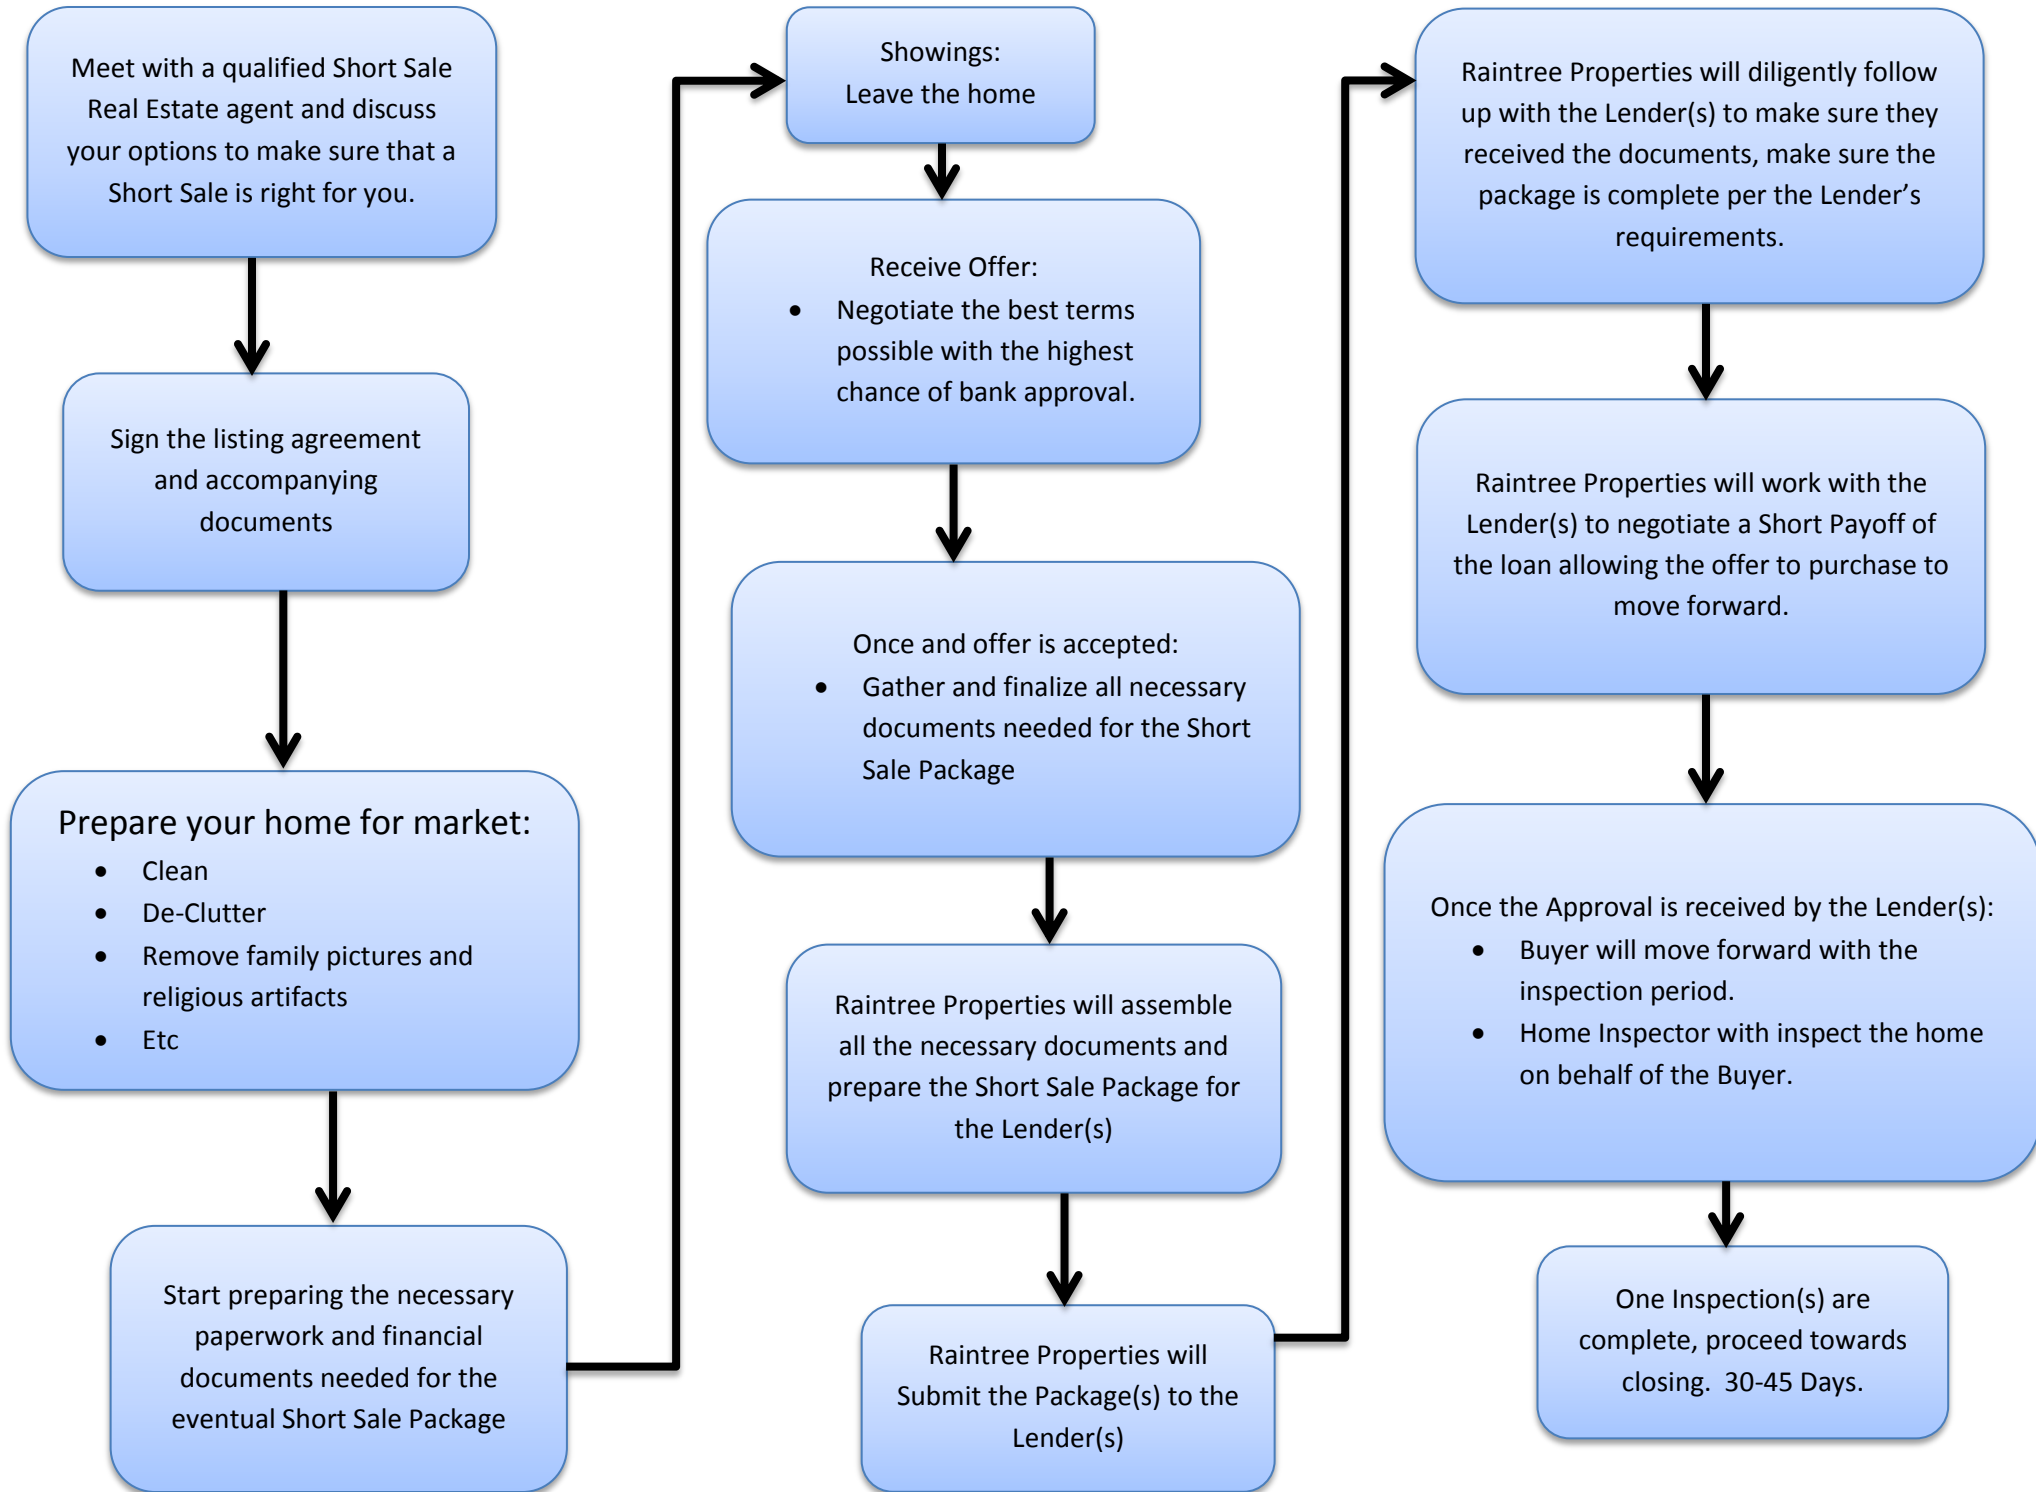 Meet with a qualified Short Sale
Real Estate agent and discuss
your options to make sure that a
Short Sale is right for you.
Sign the listing agreement
and accompanying
documents
Prepare your home for market:
• Clean
• De-Clutter
• Remove family pictures and
religious artifacts
• Etc
Start preparing the necessary
paperwork and financial
documents needed for the
eventual Short Sale Package
Showings:
Leave the home
Receive Offer:
• Negotiate the best terms
possible with the highest
chance of bank approval.
Once and offer is accepted:
• Gather and finalize all necessary
documents needed for the Short
Sale Package
Raintree Properties will assemble
all the necessary documents and
prepare the Short Sale Package for
the Lender(s)
Raintree Properties will
Submit the Package(s) to the
Lender(s)
Raintree Properties will diligently follow
up with the Lender(s) to make sure they
received the documents, make sure the
package is complete per the Lender’s
requirements.
Raintree Properties will work with the
Lender(s) to negotiate a Short Payoff of
the loan allowing the offer to purchase to
move forward.
Once the Approval is received by the Lender(s):
• Buyer will move forward with the
inspection period.
• Home Inspector with inspect the home
on behalf of the Buyer.
One Inspection(s) are
complete, proceed towards
closing.  30-45 Days.